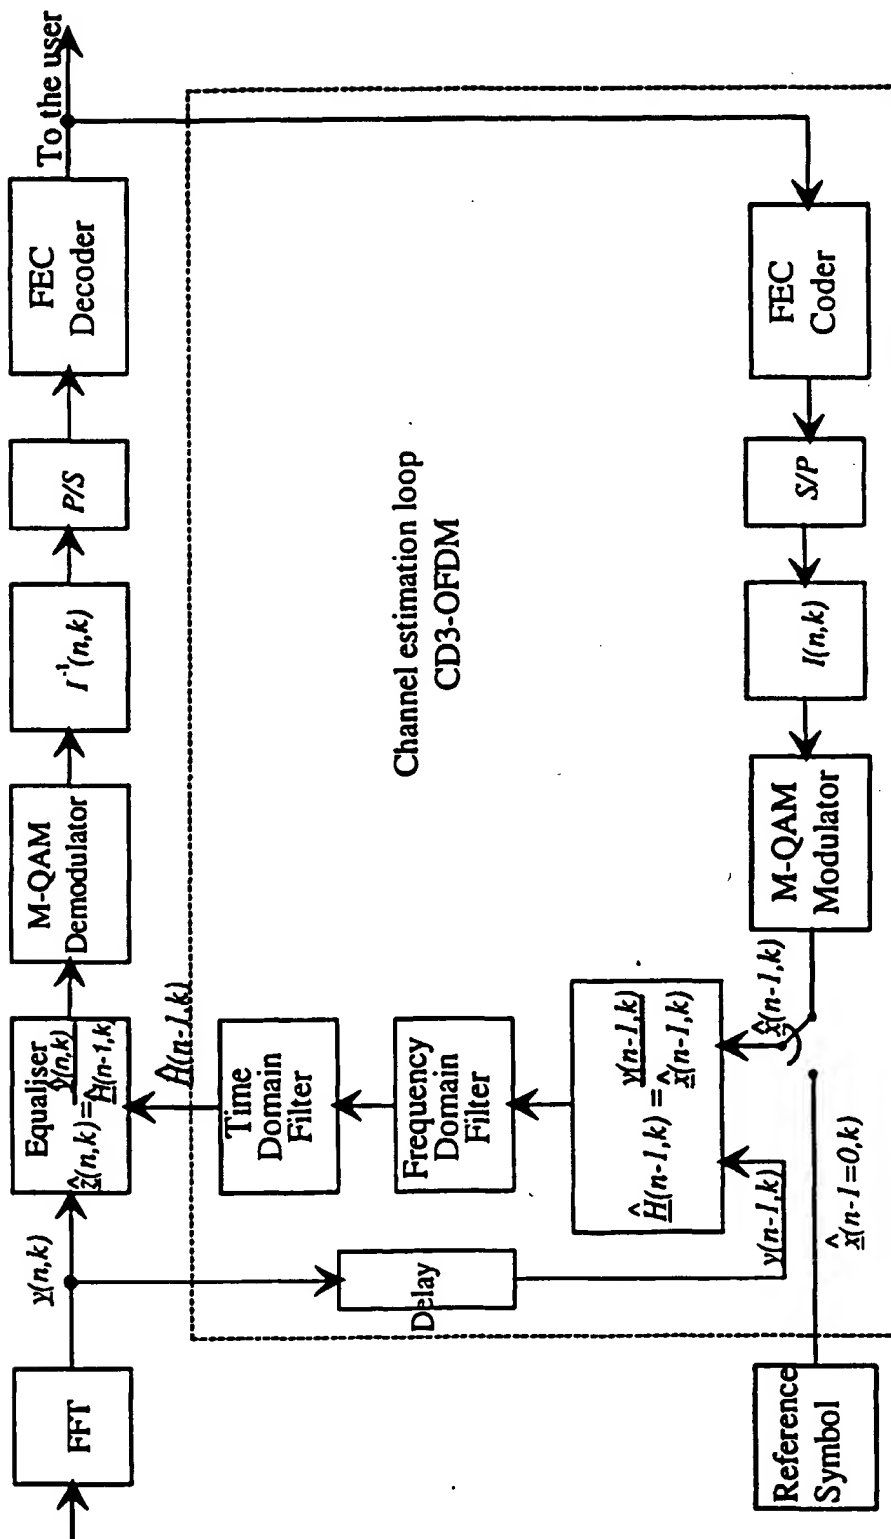 FFT
y(n,k)
Equaliser
ẑ(n,k) = y(n,k) / Ĥ(n-1,k)
M-QAM
Demodulator
I⁻¹(n,k)
P/S
FEC
Decoder
To the user
Ĥ(n-1,k)
Time
Domain
Filter
Frequency
Domain
Filter
Delay
Channel estimation loop
CD3-OFDM
Ĥ(n-1,k) = y(n-1,k) / x̂(n-1,k)
y(n-1,k)
x̂(n-1,k)
Reference
Symbol
x̂(n-1=0,k)
M-QAM
Modulator
I(n,k)
S/P
FEC
Coder